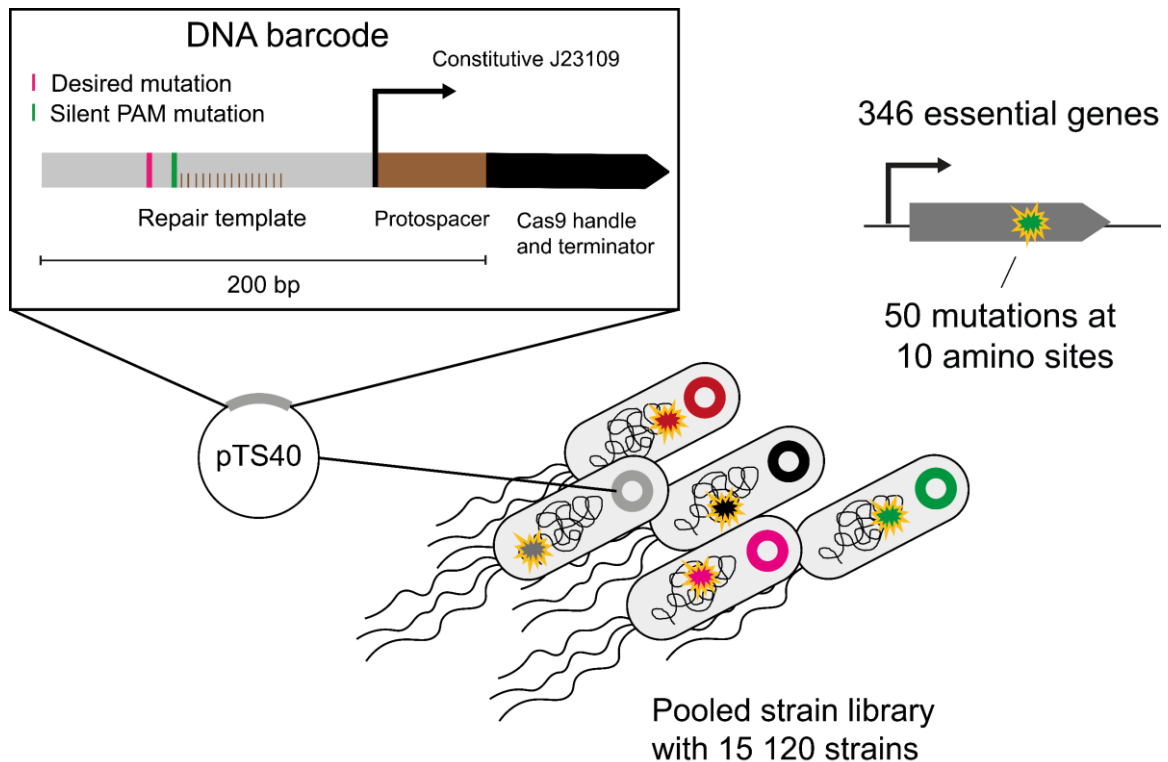 DNA barcode
Constitutive J23109
Desired mutation
Silent PAM mutation
Repair template
Protospacer
Cas9 handle
and terminator
200 bp
346 essential genes
50 mutations at
10 amino sites
pTS40
Pooled strain library
with 15 120 strains